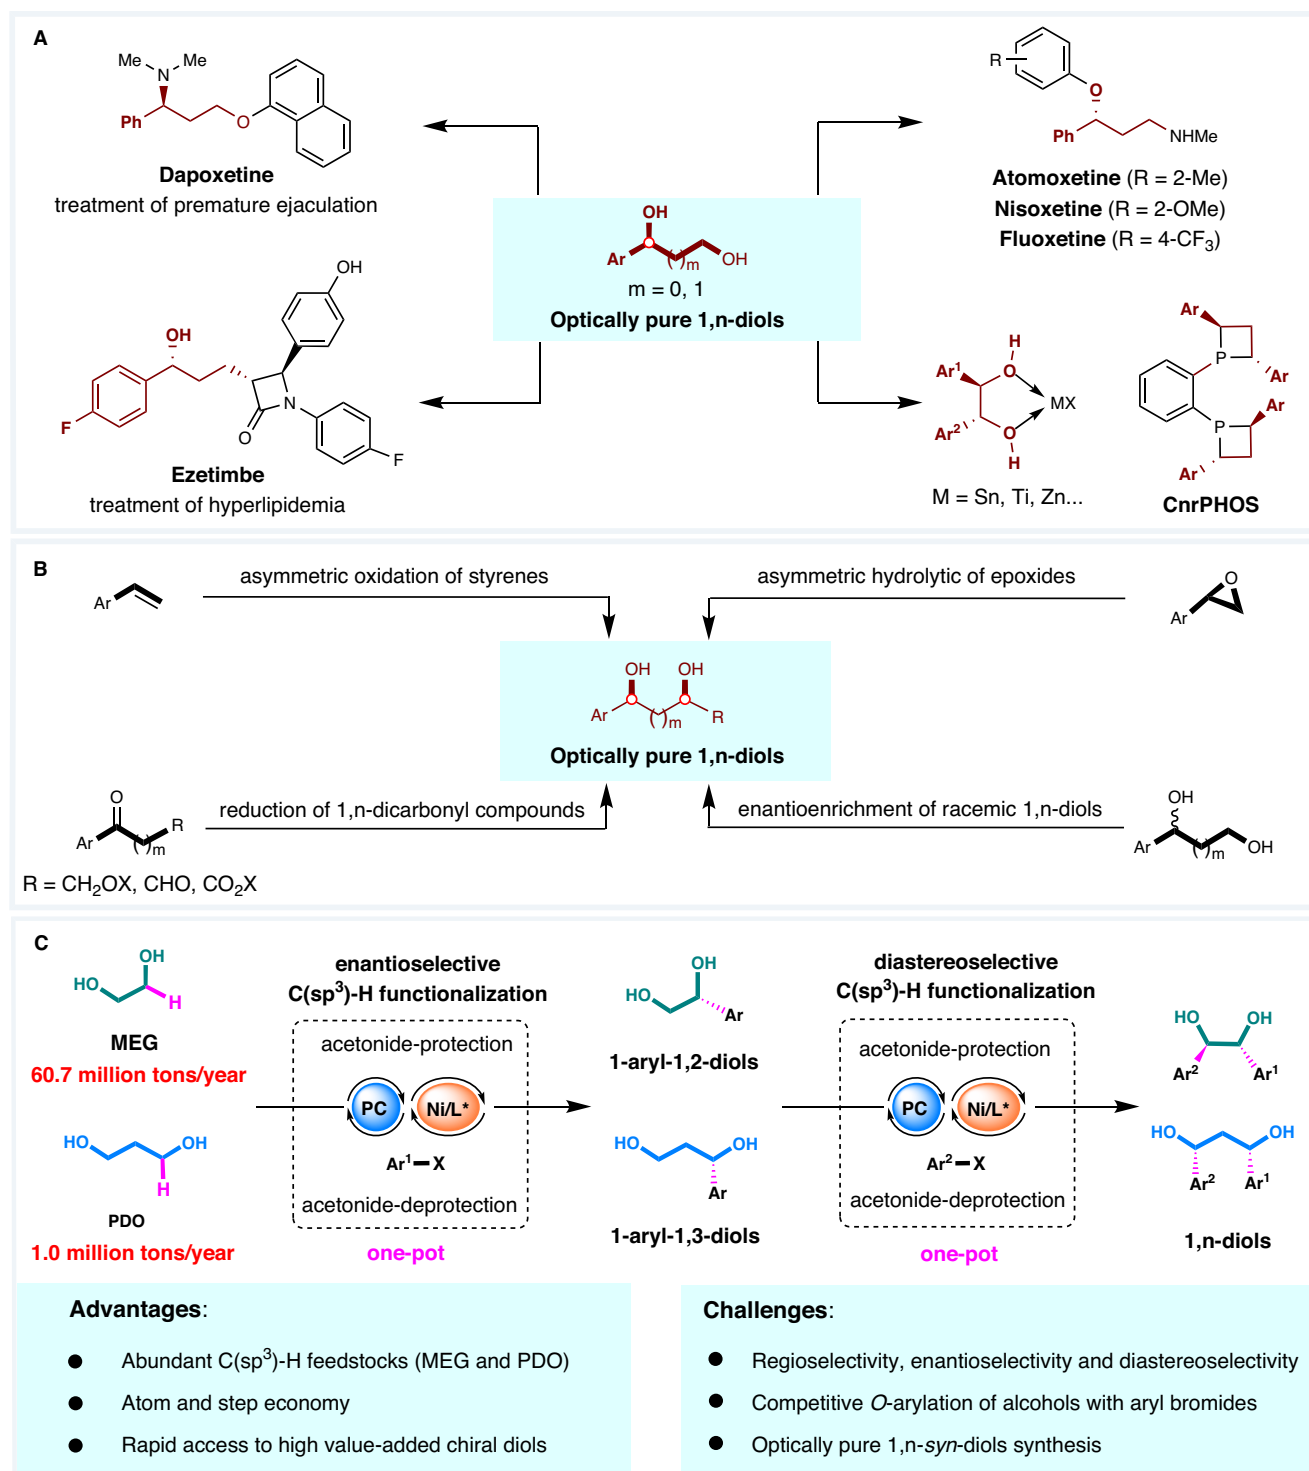 A
Me
Me
N
Ph
O
Dapoxetine
treatment of premature ejaculation
R
O
Ph
NHMe
Atomoxetine (R = 2-Me)
Nisoxetine (R = 2-OMe)
Fluoxetine (R = 4-CF3)
OH
Ar
( )m
OH
m = 0, 1
Optically pure 1,n-diols
OH
OH
F
O
N
F
Ezetimbe
treatment of hyperlipidemia
H
Ar1
O
MX
Ar2
O
H
M = Sn, Ti, Zn...
Ar
P
Ar
Ar
P
Ar
CnrPHOS
B
Ar
asymmetric oxidation of styrenes
asymmetric hydrolytic of epoxides
O
Ar
OH
OH
Ar
( )m
R
Optically pure 1,n-diols
O
R
Ar
( )m
R = CH2OX, CHO, CO2X
reduction of 1,n-dicarbonyl compounds
enantioenrichment of racemic 1,n-diols
OH
Ar
( )m
OH
C
OH
HO
H
MEG
60.7 million tons/year
HO
OH
H
PDO
1.0 million tons/year
enantioselective
C(sp3)-H functionalization
acetonide-protection
PC
Ni/L*
Ar1—X
acetonide-deprotection
one-pot
OH
HO
Ar
1-aryl-1,2-diols
HO
OH
Ar
1-aryl-1,3-diols
diastereoselective
C(sp3)-H functionalization
acetonide-protection
PC
Ni/L*
Ar2—X
acetonide-deprotection
one-pot
HO
OH
Ar2
Ar1
HO
OH
Ar2
Ar1
1,n-diols
Advantages:
● Abundant C(sp3)-H feedstocks (MEG and PDO)
● Atom and step economy
● Rapid access to high value-added chiral diols
Challenges:
● Regioselectivity, enantioselectivity and diastereoselectivity
● Competitive O-arylation of alcohols with aryl bromides
● Optically pure 1,n-syn-diols synthesis